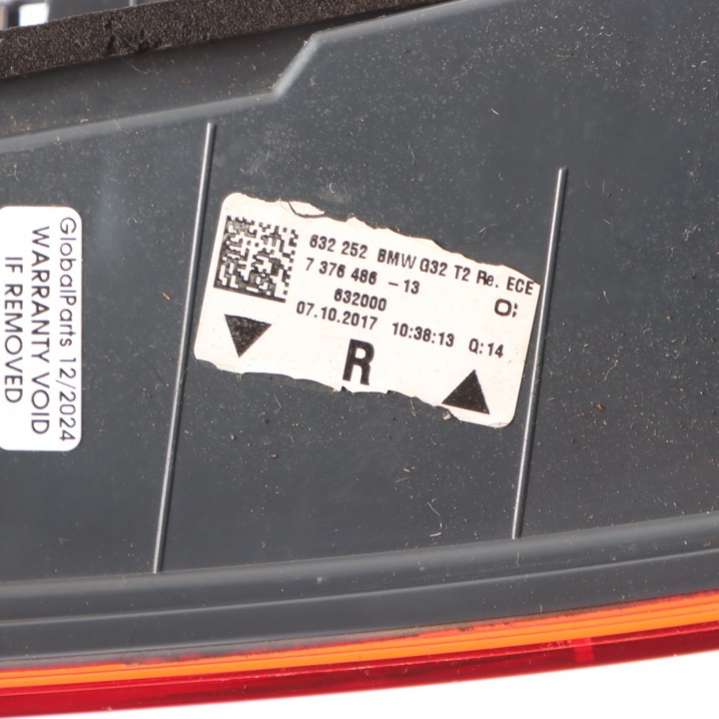 GlobalParts 12/2024
WARRANTY VOID
IF REMOVED
632 252 BMW G32 T2 Re. ECE
7 376 486 -13
O:
632000
07.10.2017 10:38:13 Q:14
R